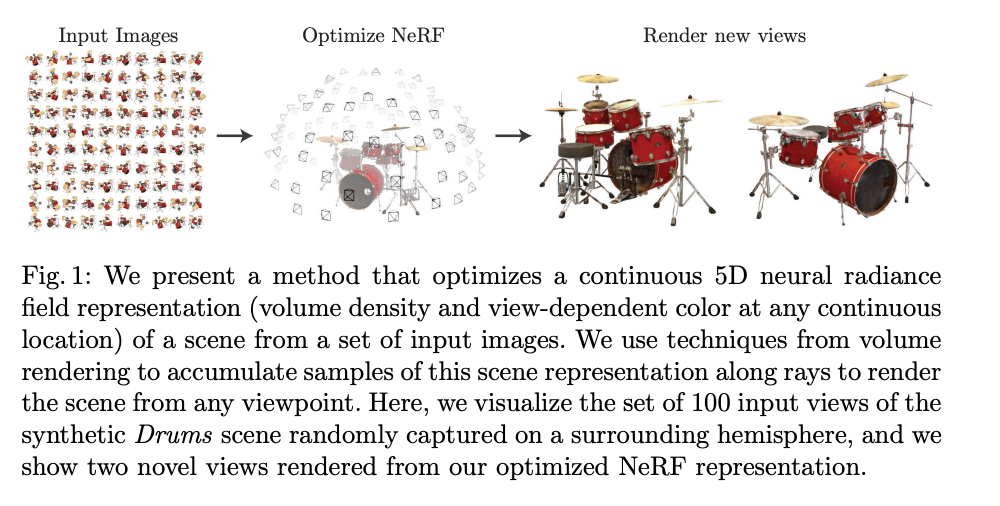 Input Images
Optimize NeRF
Render new views
Fig. 1: We present a method that optimizes a continuous 5D neural radiance
field representation (volume density and view-dependent color at any continuous
location) of a scene from a set of input images. We use techniques from volume
rendering to accumulate samples of this scene representation along rays to render
the scene from any viewpoint. Here, we visualize the set of 100 input views of the
synthetic Drums scene randomly captured on a surrounding hemisphere, and we
show two novel views rendered from our optimized NeRF representation.